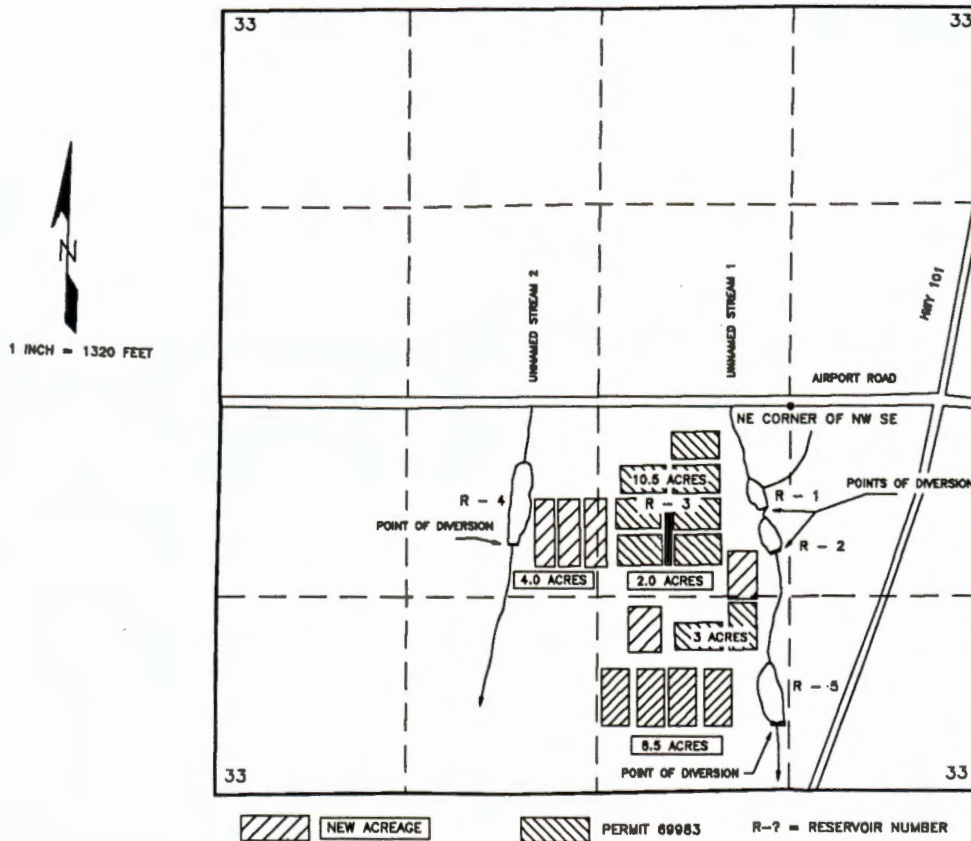 33
33
N
1 INCH = 1320 FEET
UNNAMED STREAM 2
UNNAMED STREAM 1
HWY 101
AIRPORT ROAD
NE CORNER OF NW SE
10.5 ACRES
POINTS OF DIVERSION
R - 4
R - 3
R - 1
POINT OF DIVERSION
R - 2
4.0 ACRES
2.0 ACRES
3 ACRES
R - 5
8.5 ACRES
POINT OF DIVERSION
33
33
NEW ACREAGE
PERMIT 69983
R-? = RESERVOIR NUMBER